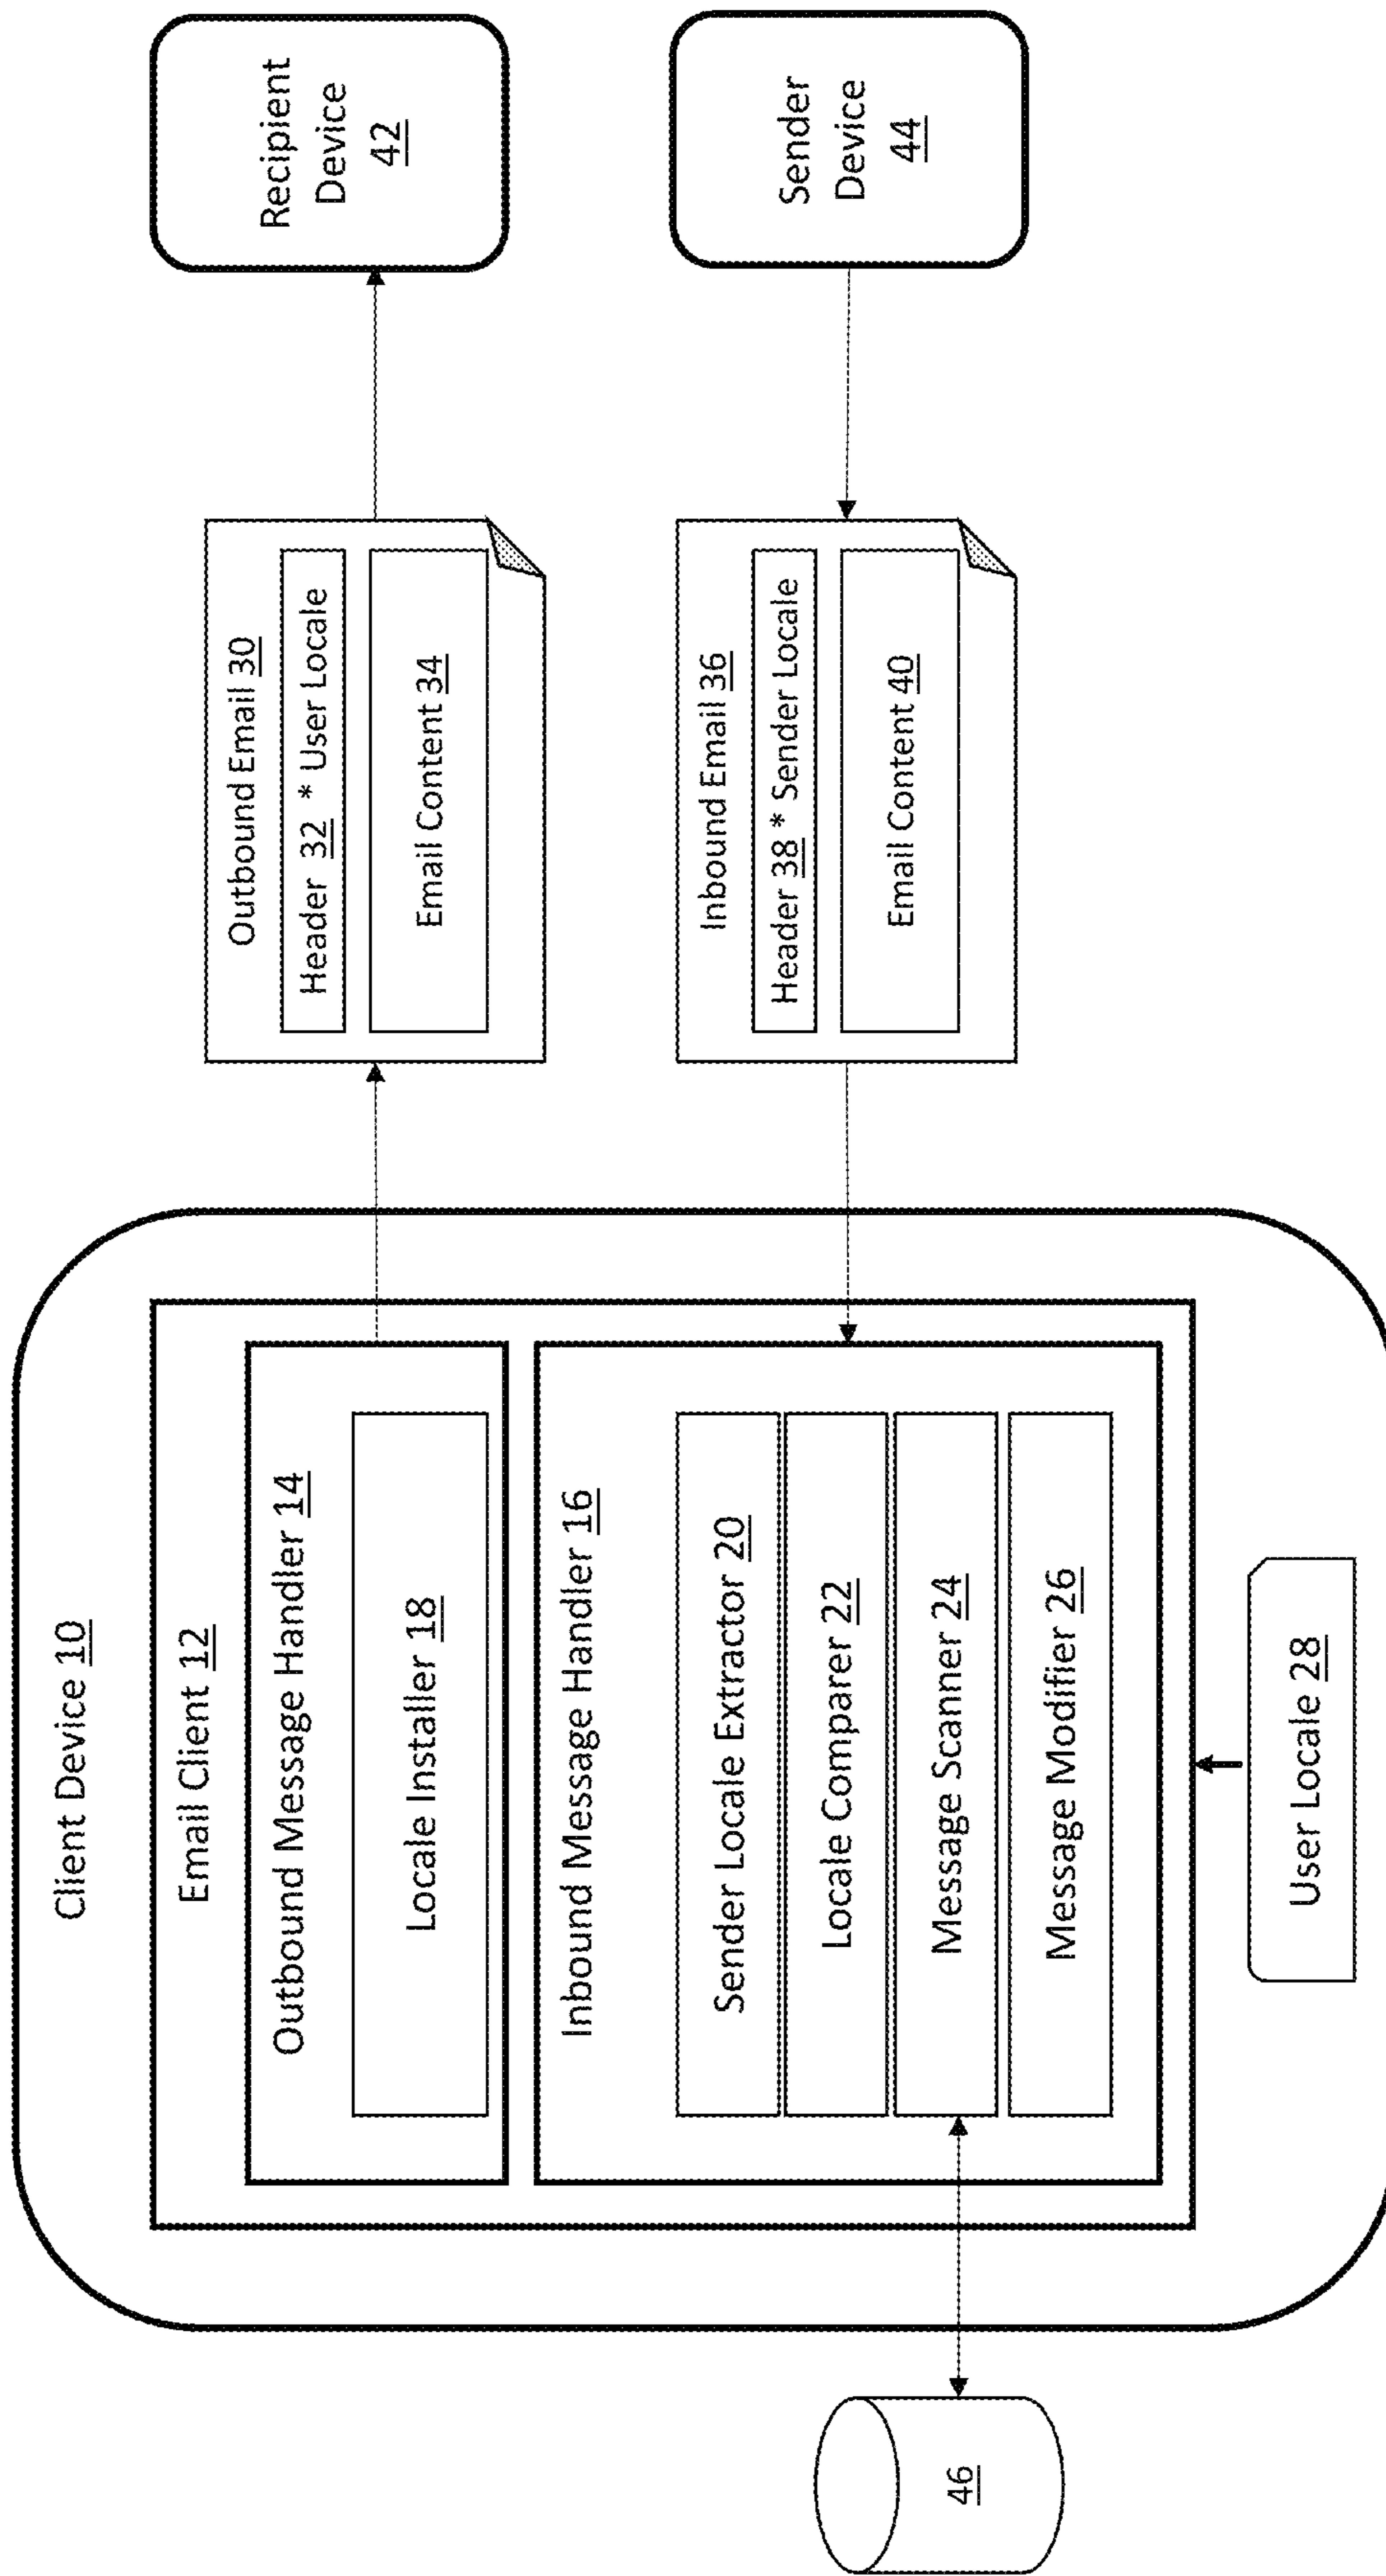 Client Device 10
Email Client 12
Outbound Message Handler 14
Locale Installer 18
Inbound Message Handler 16
Sender Locale Extractor 20
Locale Comparer 22
Message Scanner 24
Message Modifier 26
User Locale 28
46
Outbound Email 30
Header 32 * User Locale
Email Content 34
Inbound Email 36
Header 38 * Sender Locale
Email Content 40
Recipient
Device
42
Sender
Device
44